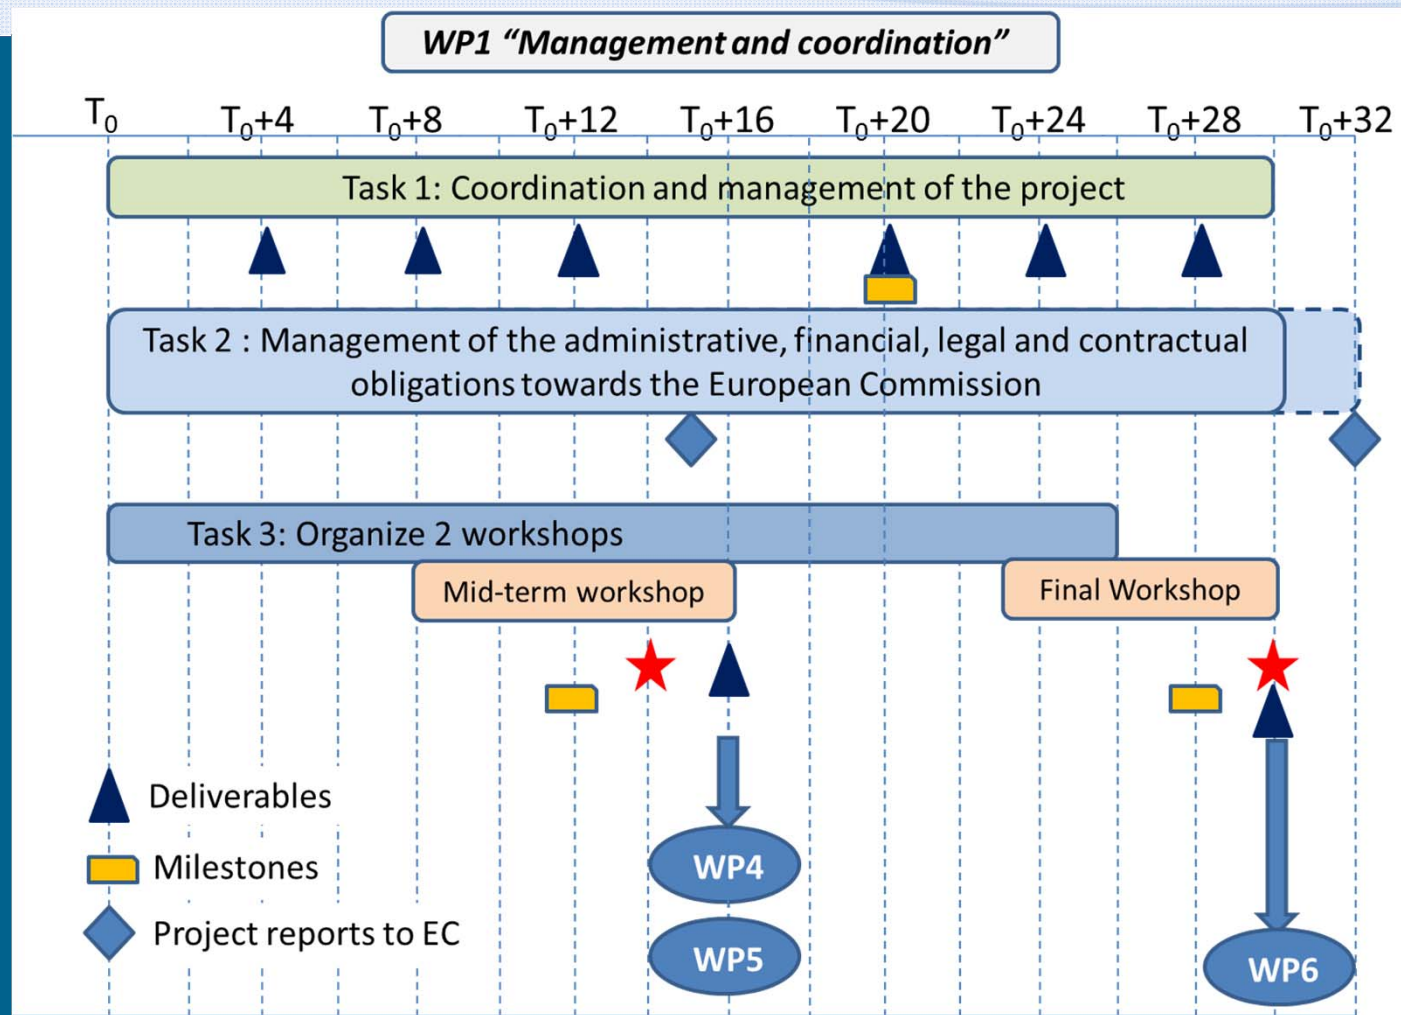 WP1 “Management and coordination”
T0 T0+4 T0+8 T0+12 T0+16 T0+20 T0+24 T0+28 T0+32
Task 1: Coordination and management of the project
Task 2 : Management of the administrative, financial, legal and contractual
obligations towards the European Commission
Task 3: Organize 2 workshops
Mid-term workshop
Final Workshop
Deliverables
Milestones
Project reports to EC
WP4
WP5
WP6